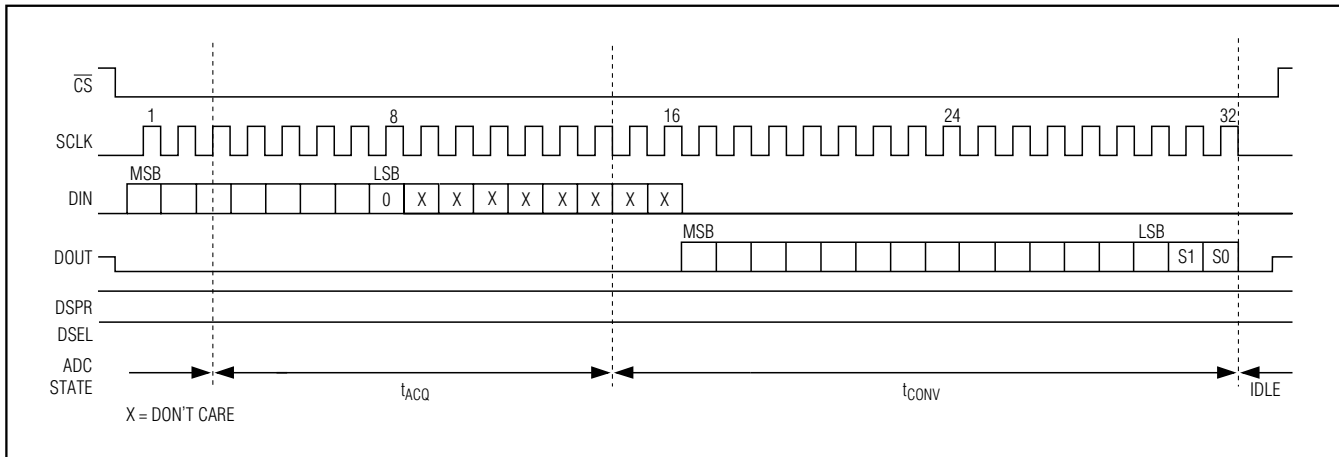 CS
1 8 16 24 32
SCLK
MSB LSB
DIN 0 X X X X X X X X
MSB LSB
DOUT S1 S0
DSPR
DSEL
ADC
STATE
tACQ tCONV IDLE
X = DON'T CARE